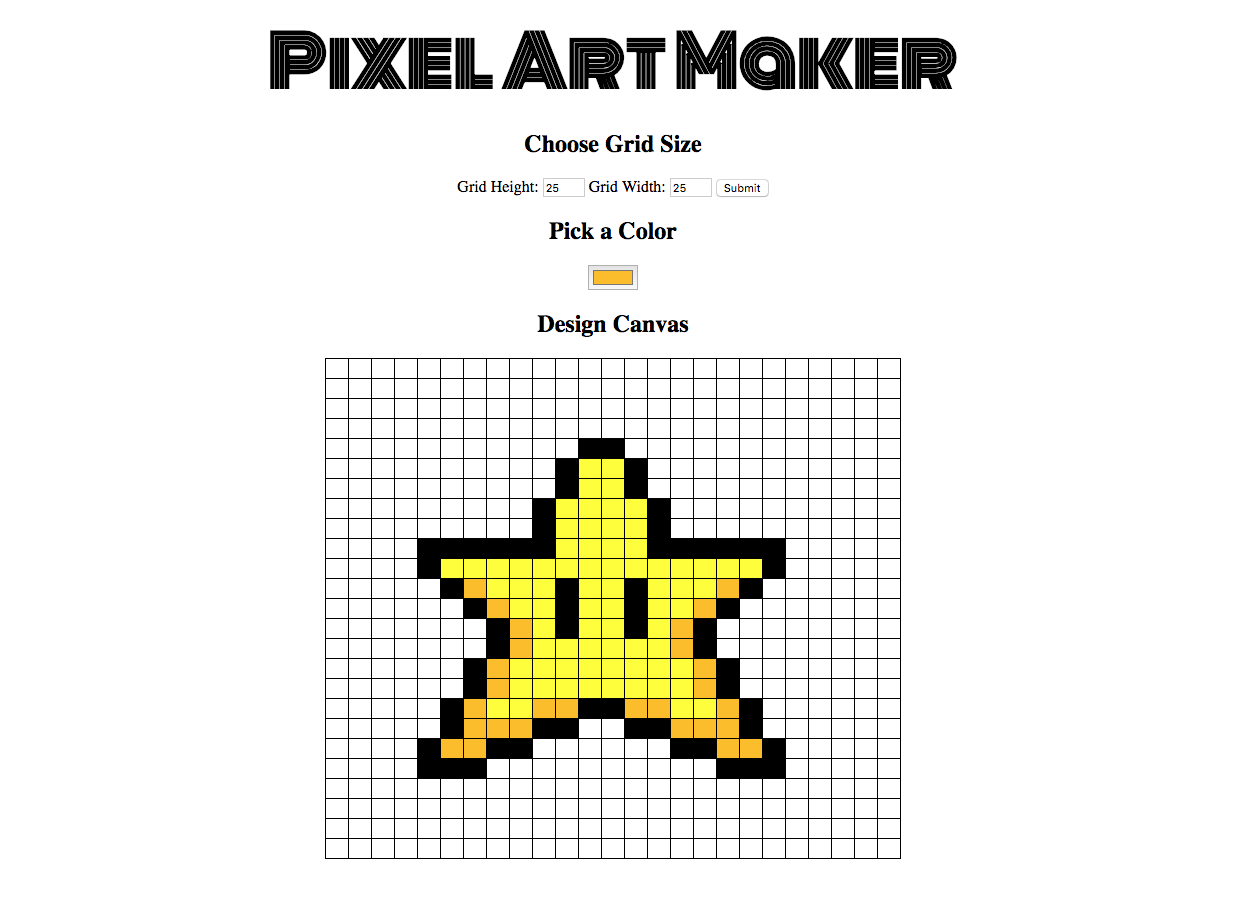 Pixel Art Maker
Choose Grid Size
Grid Height: 25 Grid Width: 25 Submit
Pick a Color
Design Canvas